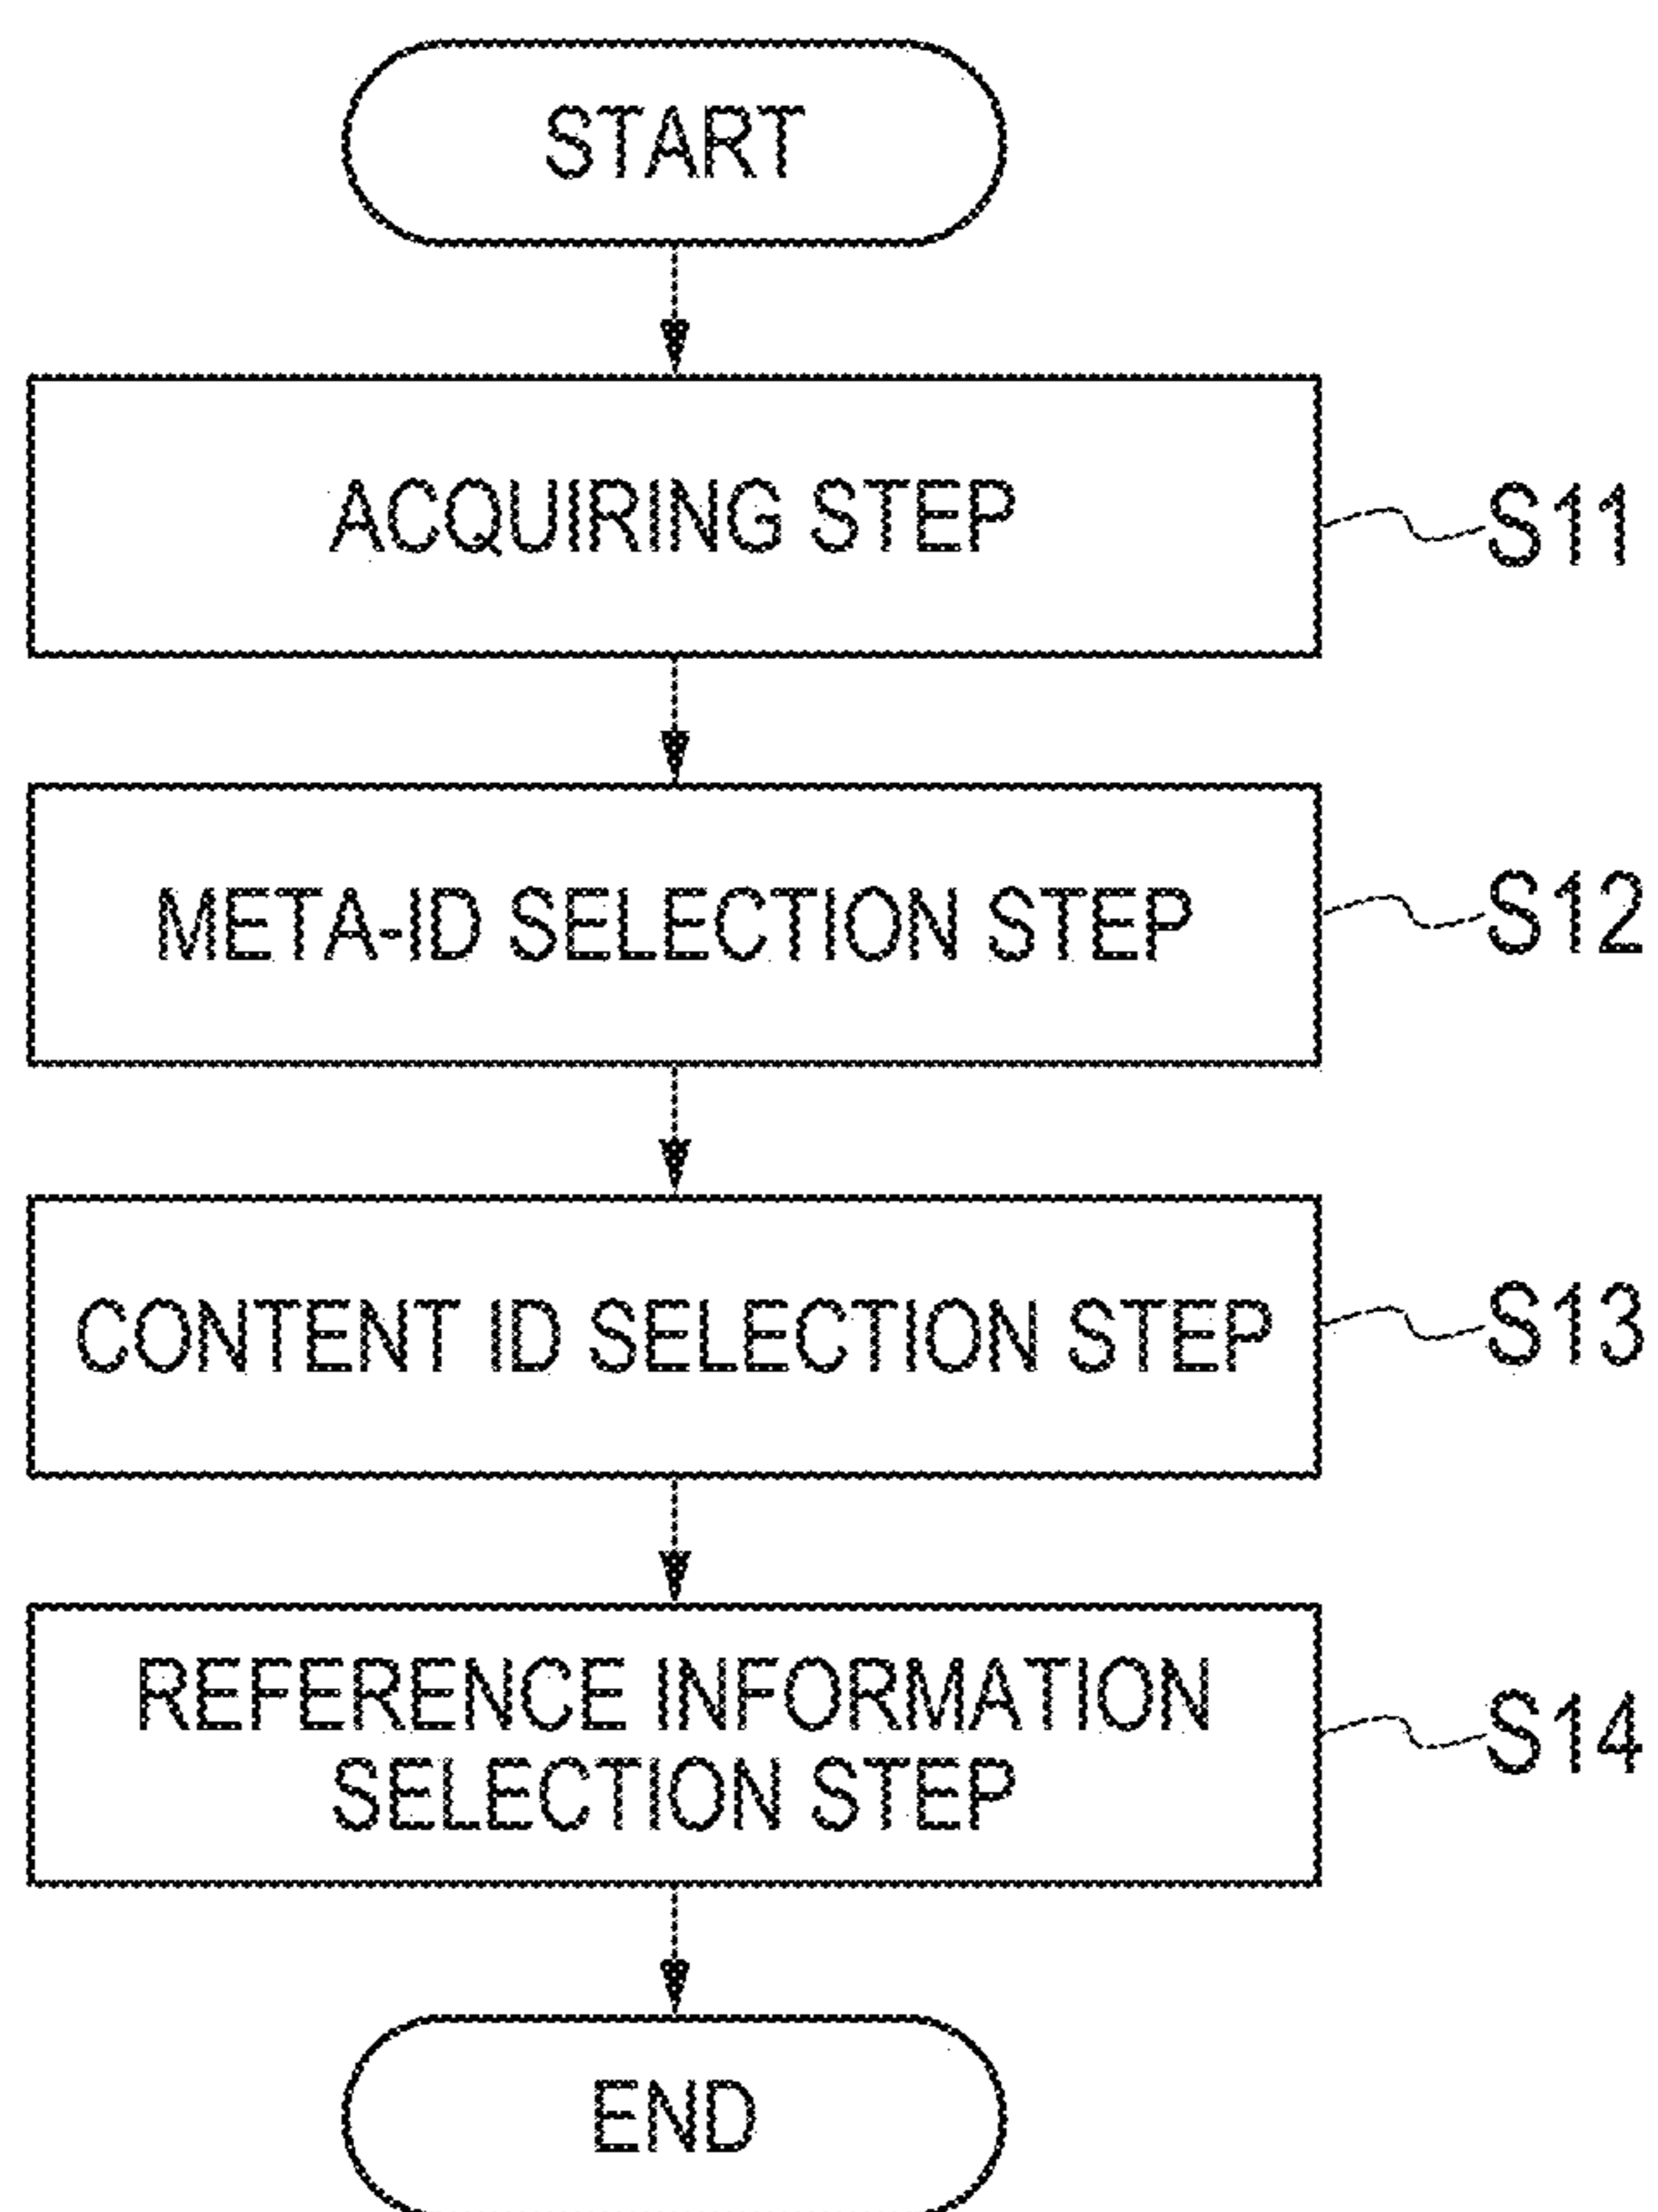 START
ACQUIRING STEP
S11
META-ID SELECTION STEP
S12
CONTENT ID SELECTION STEP
S13
REFERENCE INFORMATION
SELECTION STEP
S14
END